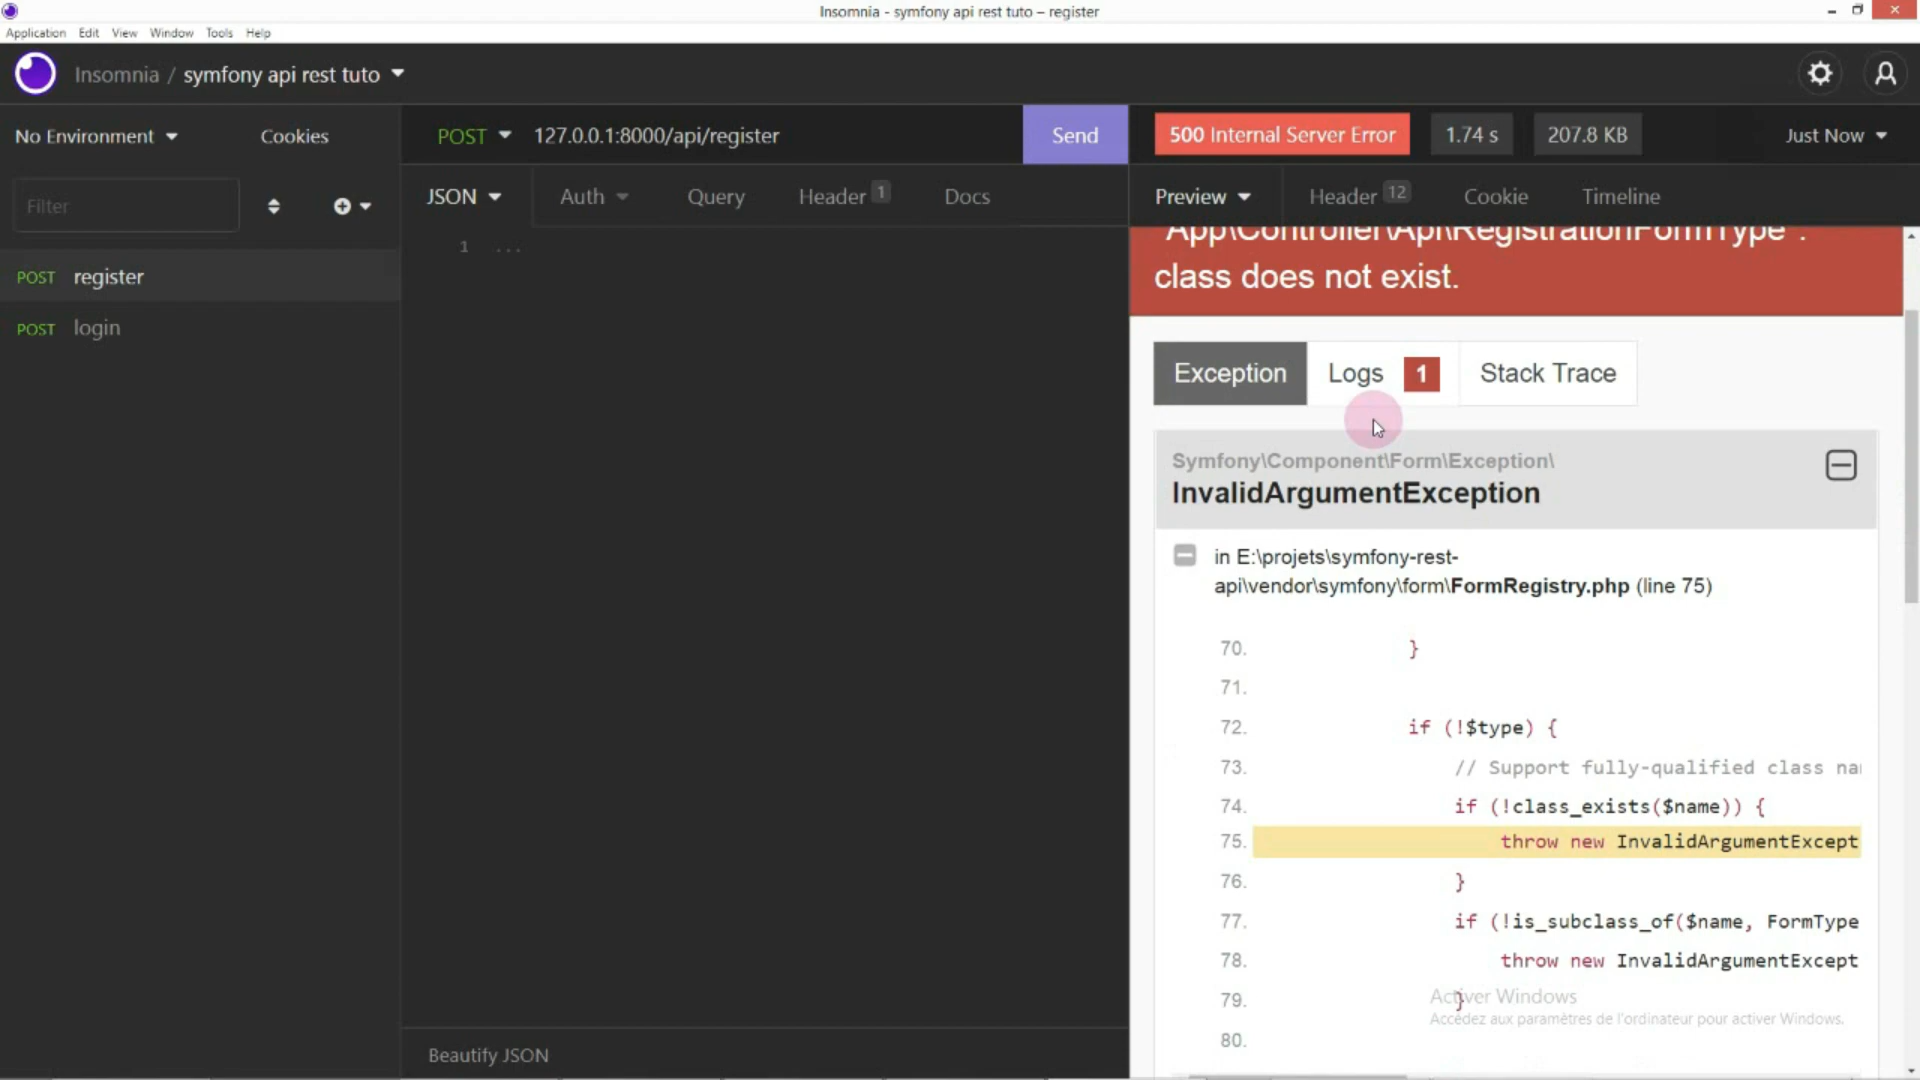 Insomnia - symfony api rest tuto – register
Application Edit View Window Tools Help
Insomnia / symfony api rest tuto
No Environment
Cookies
POST 127.0.0.1:8000/api/register
Send
500 Internal Server Error
1.74 s
207.8 KB
Just Now
Filter
JSON
Auth
Query
Header 1
Docs
Preview
Header 12
Cookie
Timeline
POST register
POST login
1 ...
"App\Controller\Api\RegistrationFormType":
class does not exist.
Exception
Logs 1
Stack Trace
Symfony\Component\Form\Exception\
InvalidArgumentException
in E:\projets\symfony-rest-
api\vendor\symfony\form\FormRegistry.php (line 75)
70. }
71.
72. if (!$type) {
73. // Support fully-qualified class na
74. if (!class_exists($name)) {
75. throw new InvalidArgumentExcept
76. }
77. if (!is_subclass_of($name, FormType
78. throw new InvalidArgumentExcept
79. }
80.
Activer Windows
Accédez aux paramètres de l'ordinateur pour activer Windows.
Beautify JSON